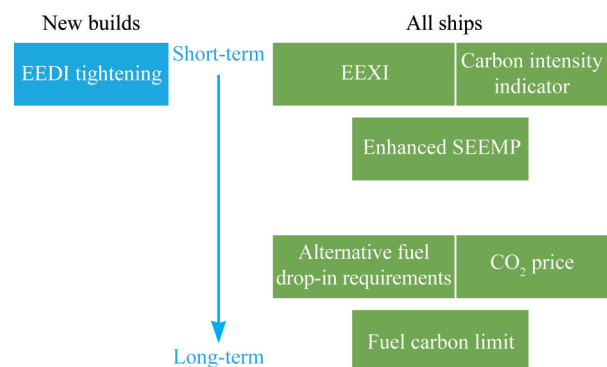 New builds
All ships
EEDI tightening
Short-term
EEXI
Carbon intensity
indicator
Enhanced SEEMP
Alternative fuel
drop-in requirements
CO₂ price
Fuel carbon limit
Long-term